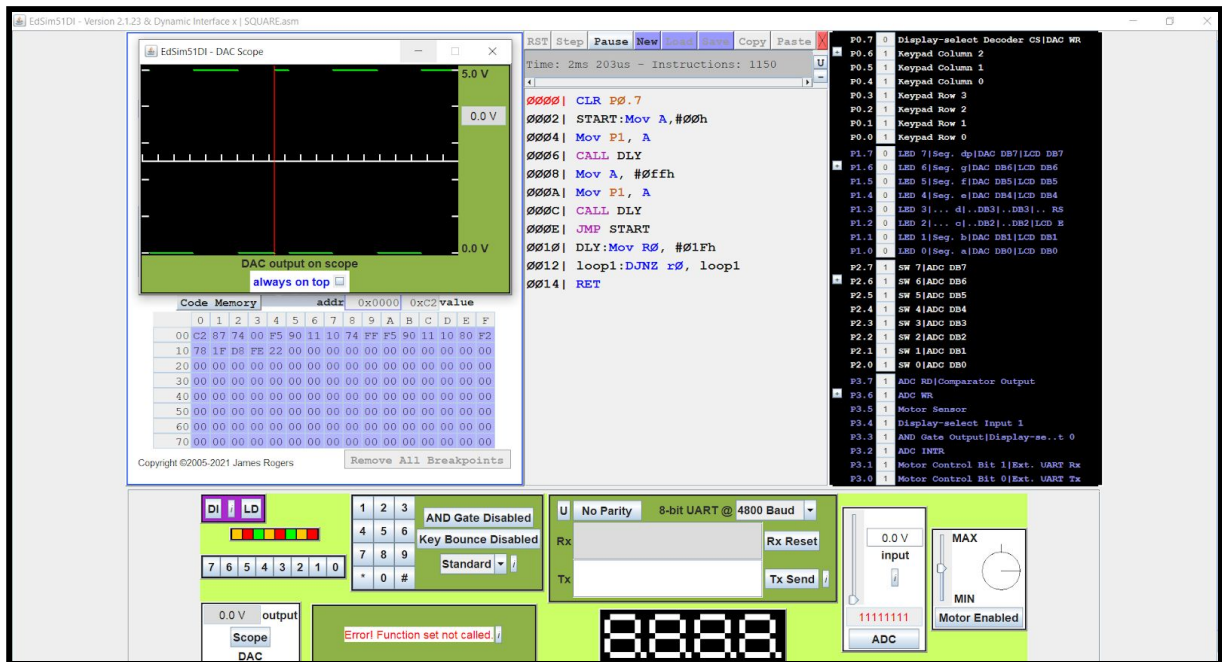 EdSim51DI - Version 2.1.23 & Dynamic Interface x | SQUARE.asm
EdSim51DI - DAC Scope
5.0 V
0.0 V
0.0 V
DAC output on scope
always on top
Code Memory addr 0x0000 0xC2 value
0 1 2 3 4 5 6 7 8 9 A B C D E F
00 C2 87 74 00 F5 90 11 10 74 FF F5 90 11 10 80 F2
10 78 1F D8 FE 22 00 00 00 00 00 00 00 00 00 00 00
20 00 00 00 00 00 00 00 00 00 00 00 00 00 00 00 00
30 00 00 00 00 00 00 00 00 00 00 00 00 00 00 00 00
40 00 00 00 00 00 00 00 00 00 00 00 00 00 00 00 00
50 00 00 00 00 00 00 00 00 00 00 00 00 00 00 00 00
60 00 00 00 00 00 00 00 00 00 00 00 00 00 00 00 00
70 00 00 00 00 00 00 00 00 00 00 00 00 00 00 00 00
Copyright ©2005-2021 James Rogers
Remove All Breakpoints
RST Step Pause New Load Save Copy Paste X
Time: 2ms 203us - Instructions: 1150
U
-
0000| CLR P0.7
0002| START:Mov A,#00h
0004| Mov P1, A
0006| CALL DLY
0008| Mov A, #0ffh
000A| Mov P1, A
000C| CALL DLY
000E| JMP START
0010| DLY:Mov R0, #01Fh
0012| loop1:DJNZ r0, loop1
0014| RET
P0.7 0 Display-select Decoder CS|DAC WR
+ P0.6 1 Keypad Column 2
P0.5 1 Keypad Column 1
P0.4 1 Keypad Column 0
P0.3 1 Keypad Row 3
P0.2 1 Keypad Row 2
P0.1 1 Keypad Row 1
P0.0 1 Keypad Row 0
P1.7 0 LED 7|Seg. dp|DAC DB7|LCD DB7
+ P1.6 0 LED 6|Seg. g|DAC DB6|LCD DB6
P1.5 0 LED 5|Seg. f|DAC DB5|LCD DB5
P1.4 0 LED 4|Seg. e|DAC DB4|LCD DB4
P1.3 0 LED 3|... d|..DB3|..DB3|.. RS
P1.2 0 LED 2|... c|..DB2|..DB2|LCD E
P1.1 0 LED 1|Seg. b|DAC DB1|LCD DB1
P1.0 0 LED 0|Seg. a|DAC DB0|LCD DB0
P2.7 1 SW 7|ADC DB7
+ P2.6 1 SW 6|ADC DB6
P2.5 1 SW 5|ADC DB5
P2.4 1 SW 4|ADC DB4
P2.3 1 SW 3|ADC DB3
P2.2 1 SW 2|ADC DB2
P2.1 1 SW 1|ADC DB1
P2.0 1 SW 0|ADC DB0
P3.7 1 ADC RD|Comparator Output
+ P3.6 1 ADC WR
P3.5 1 Motor Sensor
P3.4 1 Display-select Input 1
P3.3 1 AND Gate Output|Display-se..t 0
P3.2 1 ADC INTR
P3.1 1 Motor Control Bit 1|Ext. UART Rx
P3.0 1 Motor Control Bit 0|Ext. UART Tx
DI i LD
7 6 5 4 3 2 1 0
1 2 3
4 5 6
7 8 9
* 0 #
AND Gate Disabled
Key Bounce Disabled
Standard i
U No Parity 8-bit UART @ 4800 Baud
Rx
Rx Reset
Tx
Tx Send i
0.0 V
input
i
11111111
ADC
MAX
MIN
Motor Enabled
0.0 V output
Scope
DAC
Error! Function set not called. i
8.8.8.8.